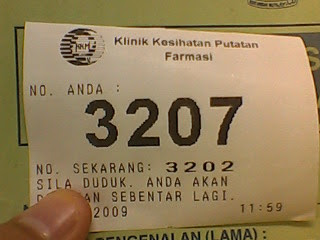 KKM
Klinik Kesihatan Putatan
Farmasi
NO. ANDA :
3207
NO. SEKARANG: 3202
SILA DUDUK. ANDA AKAN
SEBENTAR LAGI.
2009 11:59
PENGENALAN (LAMA) :